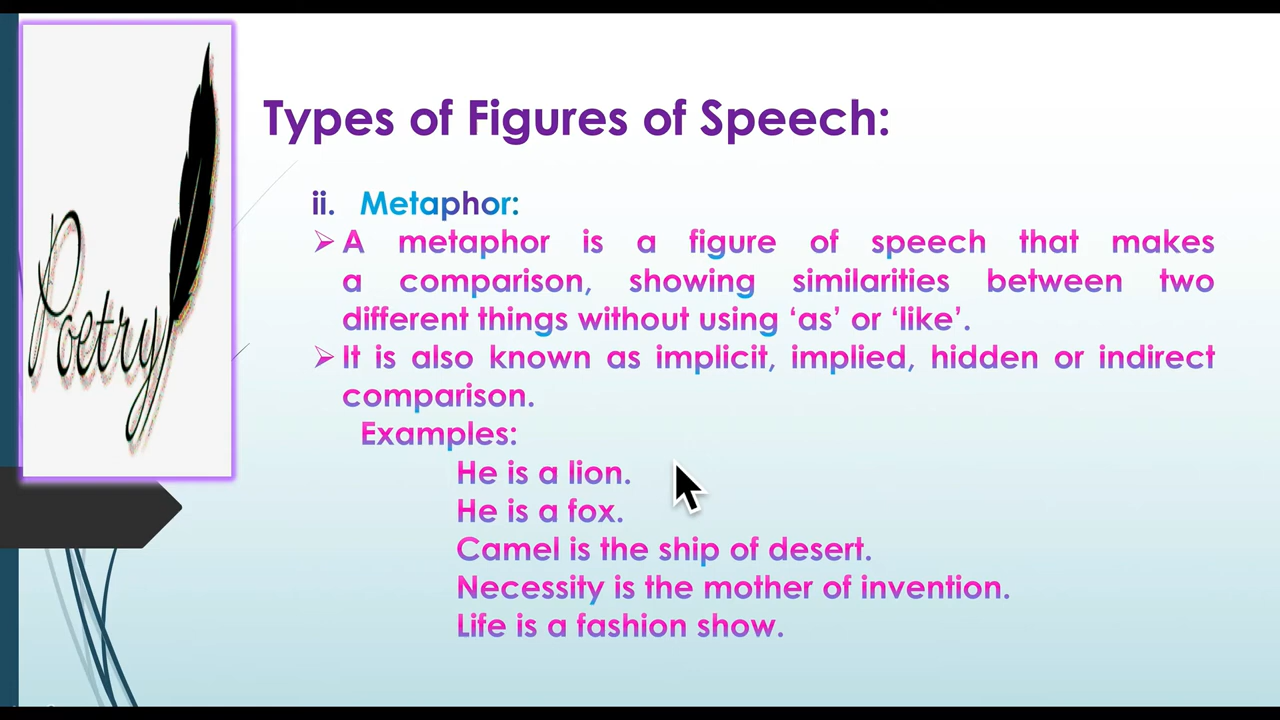 Poetry
Types of Figures of Speech:
ii. Metaphor:
➢ A metaphor is a figure of speech that makes
a comparison, showing similarities between two
different things without using ‘as’ or ‘like’.
➢ It is also known as implicit, implied, hidden or indirect
comparison.
Examples:
He is a lion.
He is a fox.
Camel is the ship of desert.
Necessity is the mother of invention.
Life is a fashion show.